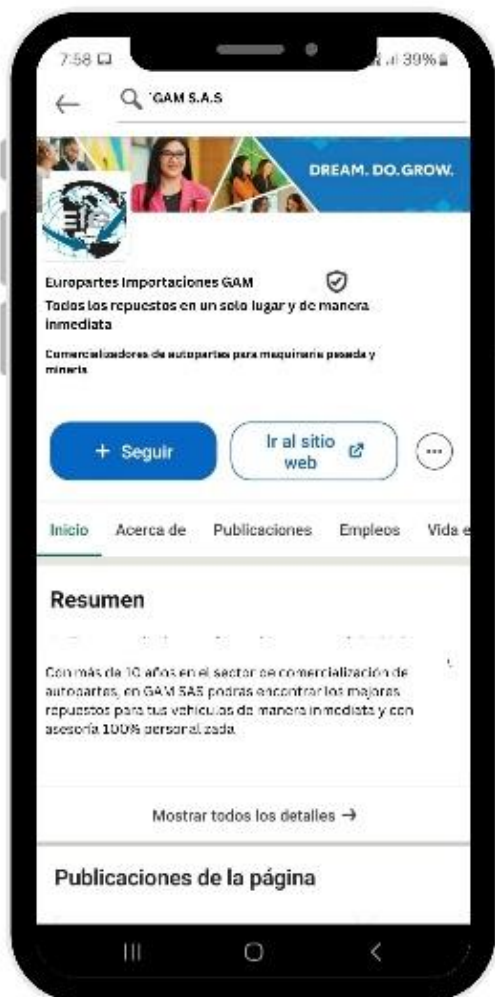 7:58
39%
GAM S.A.S
DREAM. DO. GROW.
Europartes Importaciones GAM
Todos los repuestos en un solo lugar y de manera
inmediata
Comercializadores de autopartes para maquinaria pesada y
minería
+ Seguir
Ir al sitio
web
Inicio Acerca de Publicaciones Empleos Vida e
Resumen
Con más de 10 años en el sector de comercialización de
autopartes, en GAM SAS podras encontrar los mejores
repuestos para tus vehículos de manera inmediata y con
asesoría 100% personalizada
Mostrar todos los detalles →
Publicaciones de la página